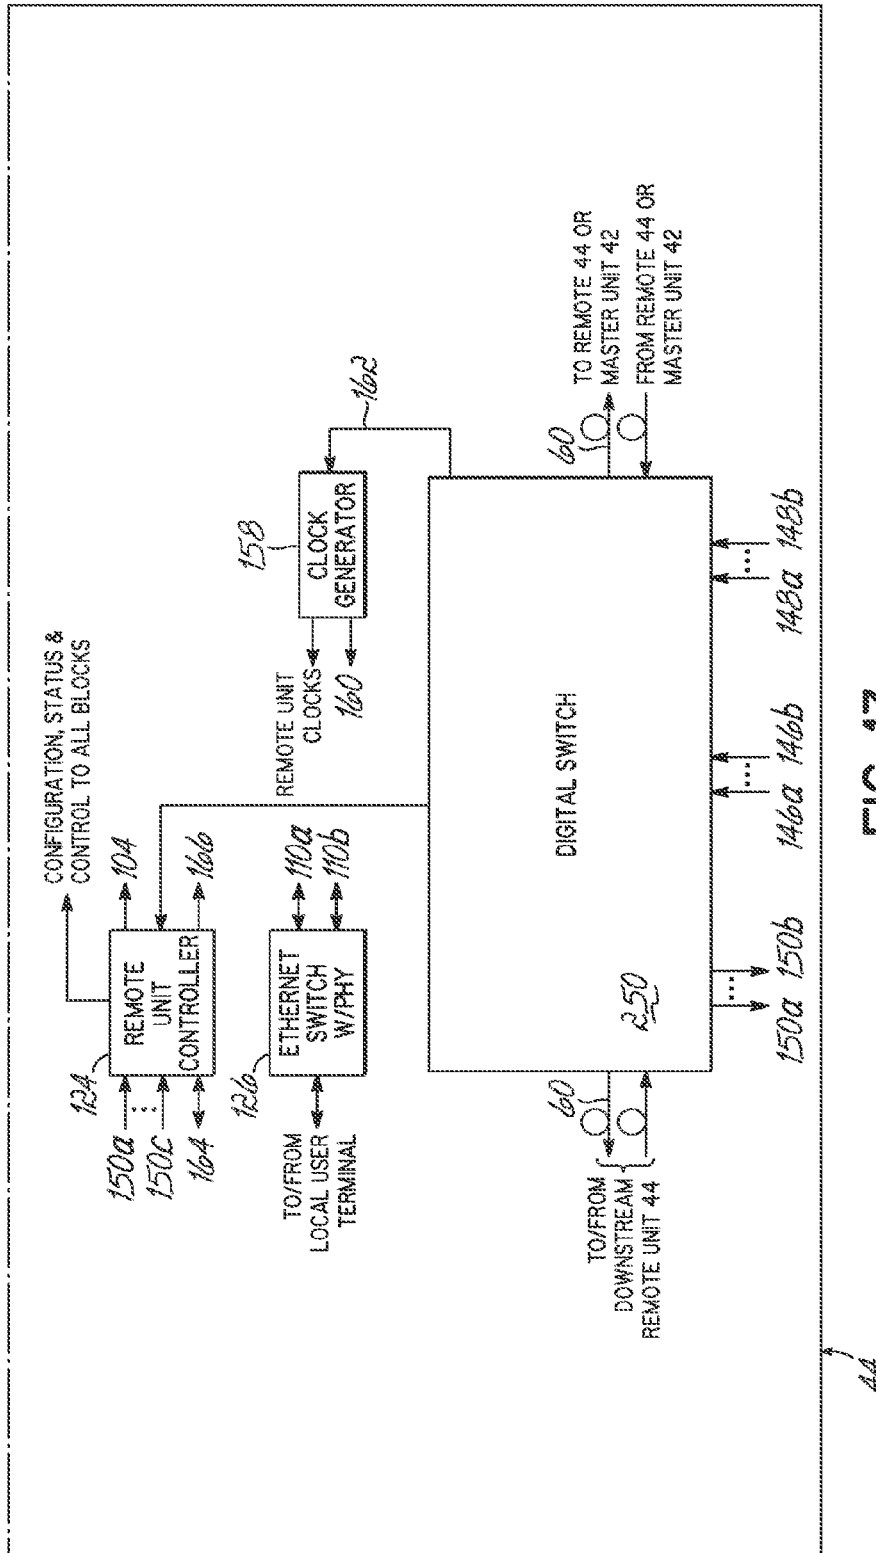 CONFIGURATION, STATUS &
CONTROL TO ALL BLOCKS
124
150a
150c
164
REMOTE
UNIT
CONTROLLER
104
166
126
TO/FROM
LOCAL USER
TERMINAL
ETHERNET
SWITCH
W/PHY
110a
110b
REMOTE UNIT
CLOCKS
160
158
CLOCK
GENERATOR
162
DIGITAL SWITCH
250
60
TO/FROM
DOWNSTREAM
REMOTE UNIT 44
60
TO REMOTE 44 OR
MASTER UNIT 42
FROM REMOTE 44 OR
MASTER UNIT 42
150a
150b
146a
146b
148a
148b
44